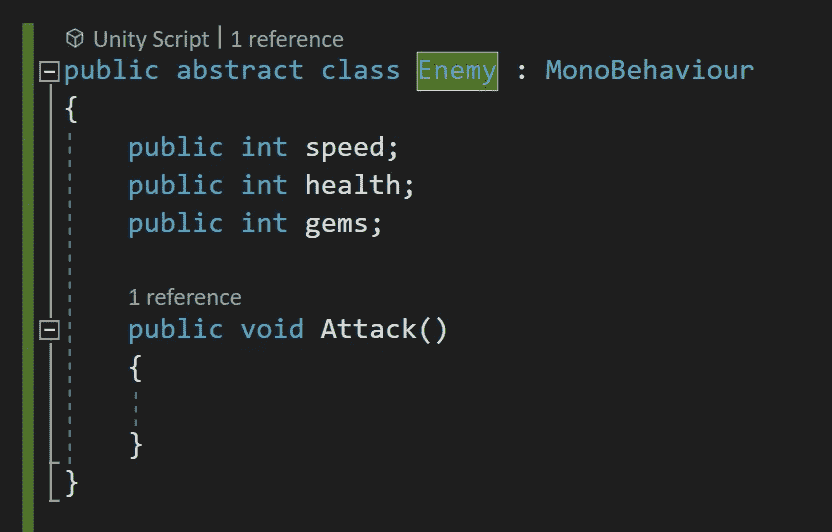 Unity Script | 1 reference
public abstract class Enemy : MonoBehaviour
{
public int speed;
public int health;
public int gems;
1 reference
public void Attack()
{
}
}